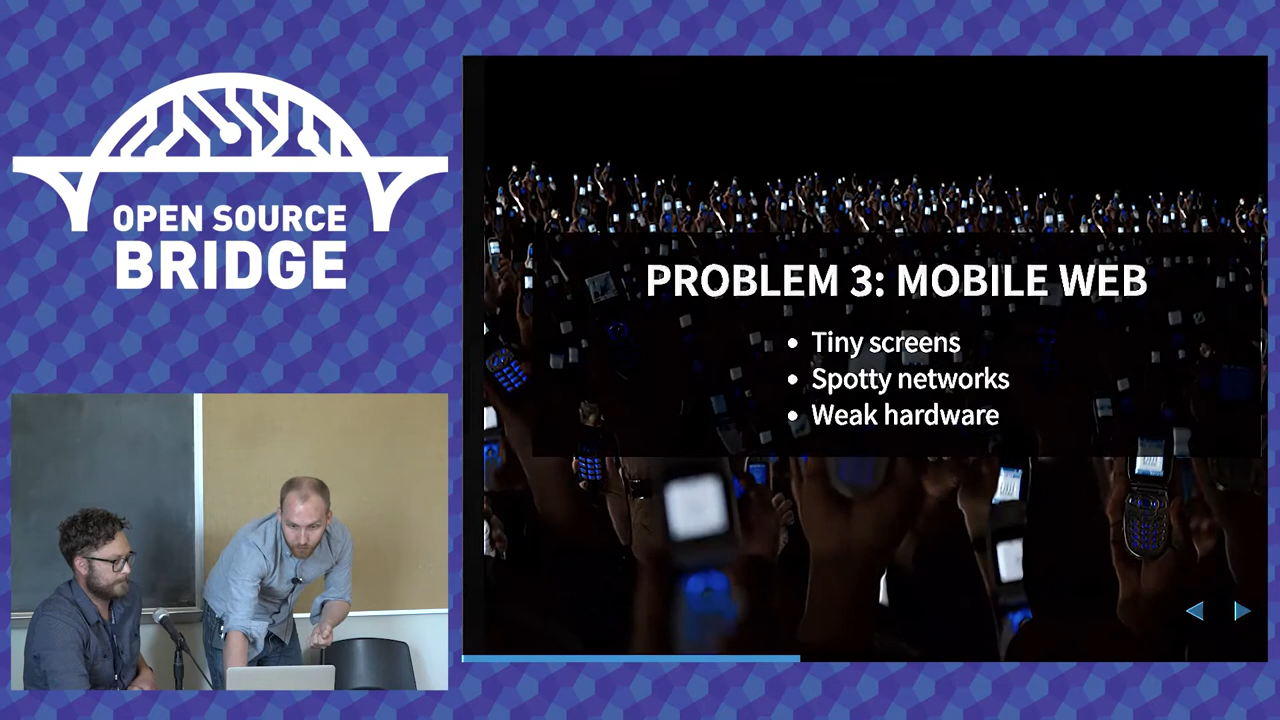 OPEN SOURCE
BRIDGE
PROBLEM 3: MOBILE WEB
• Tiny screens
• Spotty networks
• Weak hardware